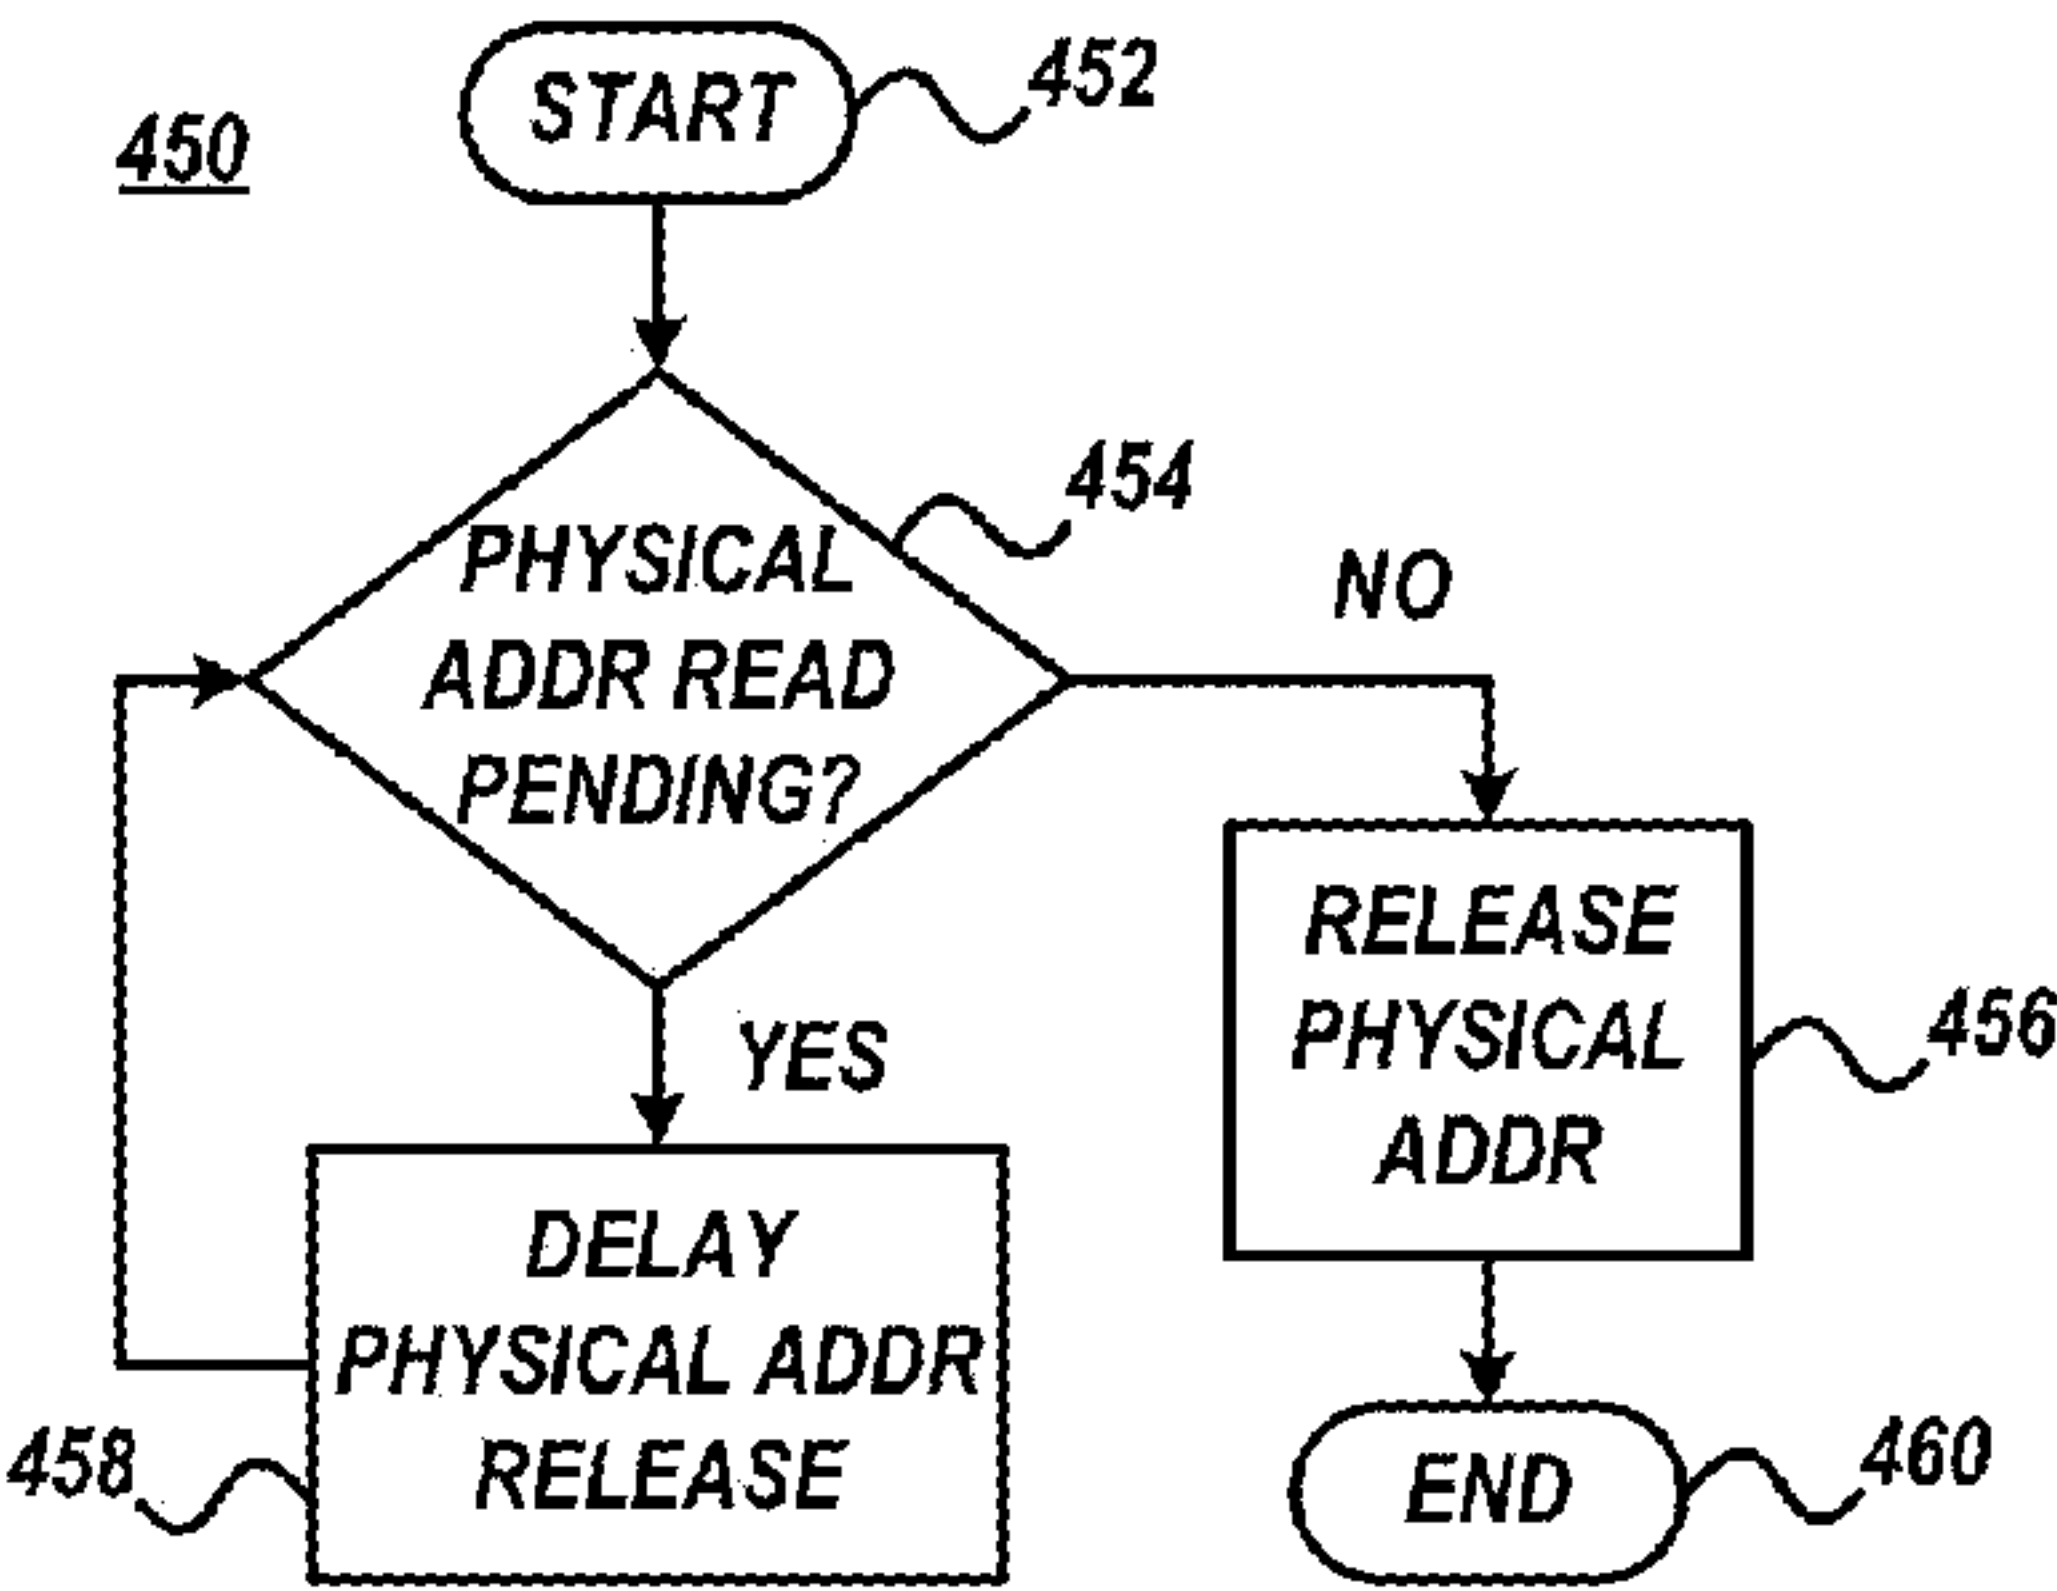 450
START
452
PHYSICAL
ADDR READ
PENDING?
454
NO
YES
RELEASE
PHYSICAL
ADDR
456
DELAY
PHYSICAL ADDR
RELEASE
458
END
460